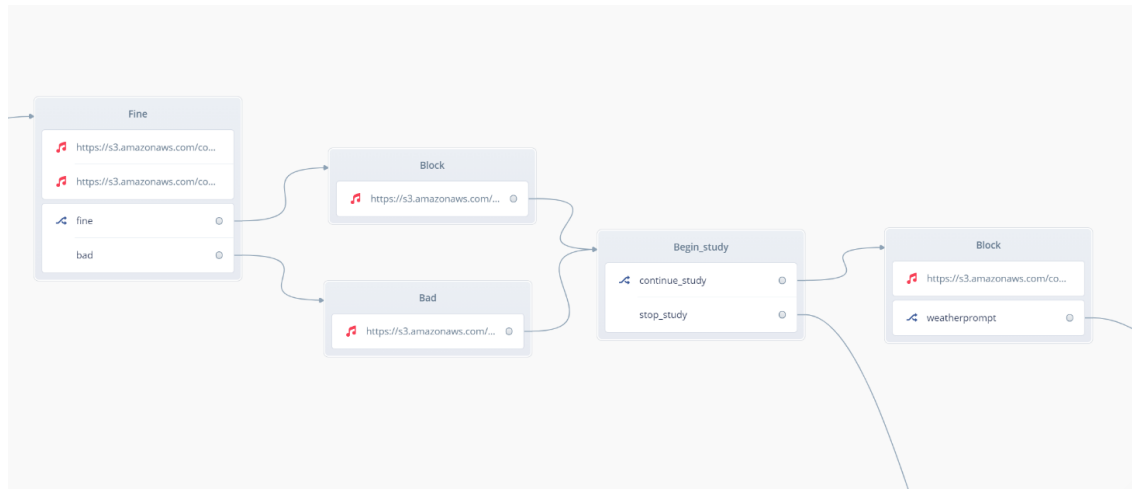 Fine
https://s3.amazonaws.com/co...
https://s3.amazonaws.com/co...
fine
bad
Block
https://s3.amazonaws.com/...
Bad
https://s3.amazonaws.com/...
Begin_study
continue_study
stop_study
Block
https://s3.amazonaws.com/co...
weatherprompt